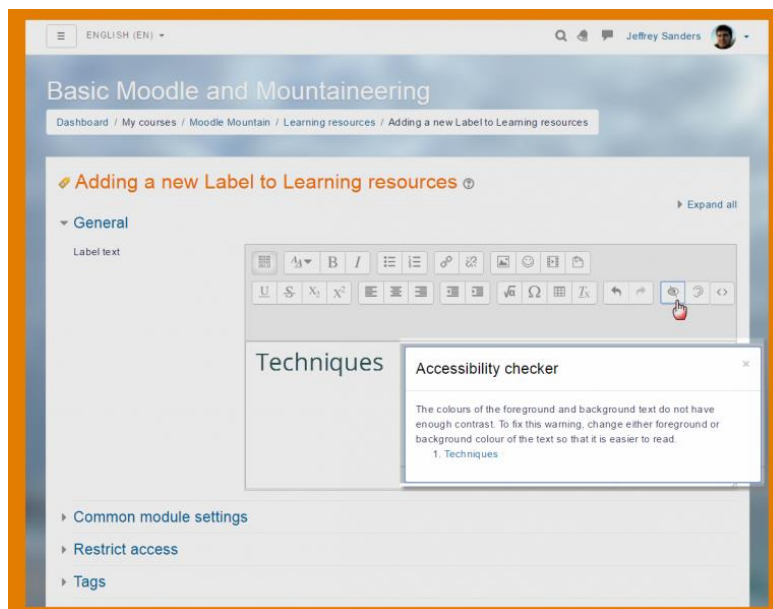 ENGLISH (EN)
Jeffrey Sanders
Basic Moodle and Mountaineering
Dashboard / My courses / Moodle Mountain / Learning resources / Adding a new Label to Learning resources
Adding a new Label to Learning resources
Expand all
General
Label text
B I
U S X₂ X² √a Ω Tx <>
Techniques
Accessibility checker ×
The colours of the foreground and background text do not have
enough contrast. To fix this warning, change either foreground or
background colour of the text so that it is easier to read.
1. Techniques
Common module settings
Restrict access
Tags